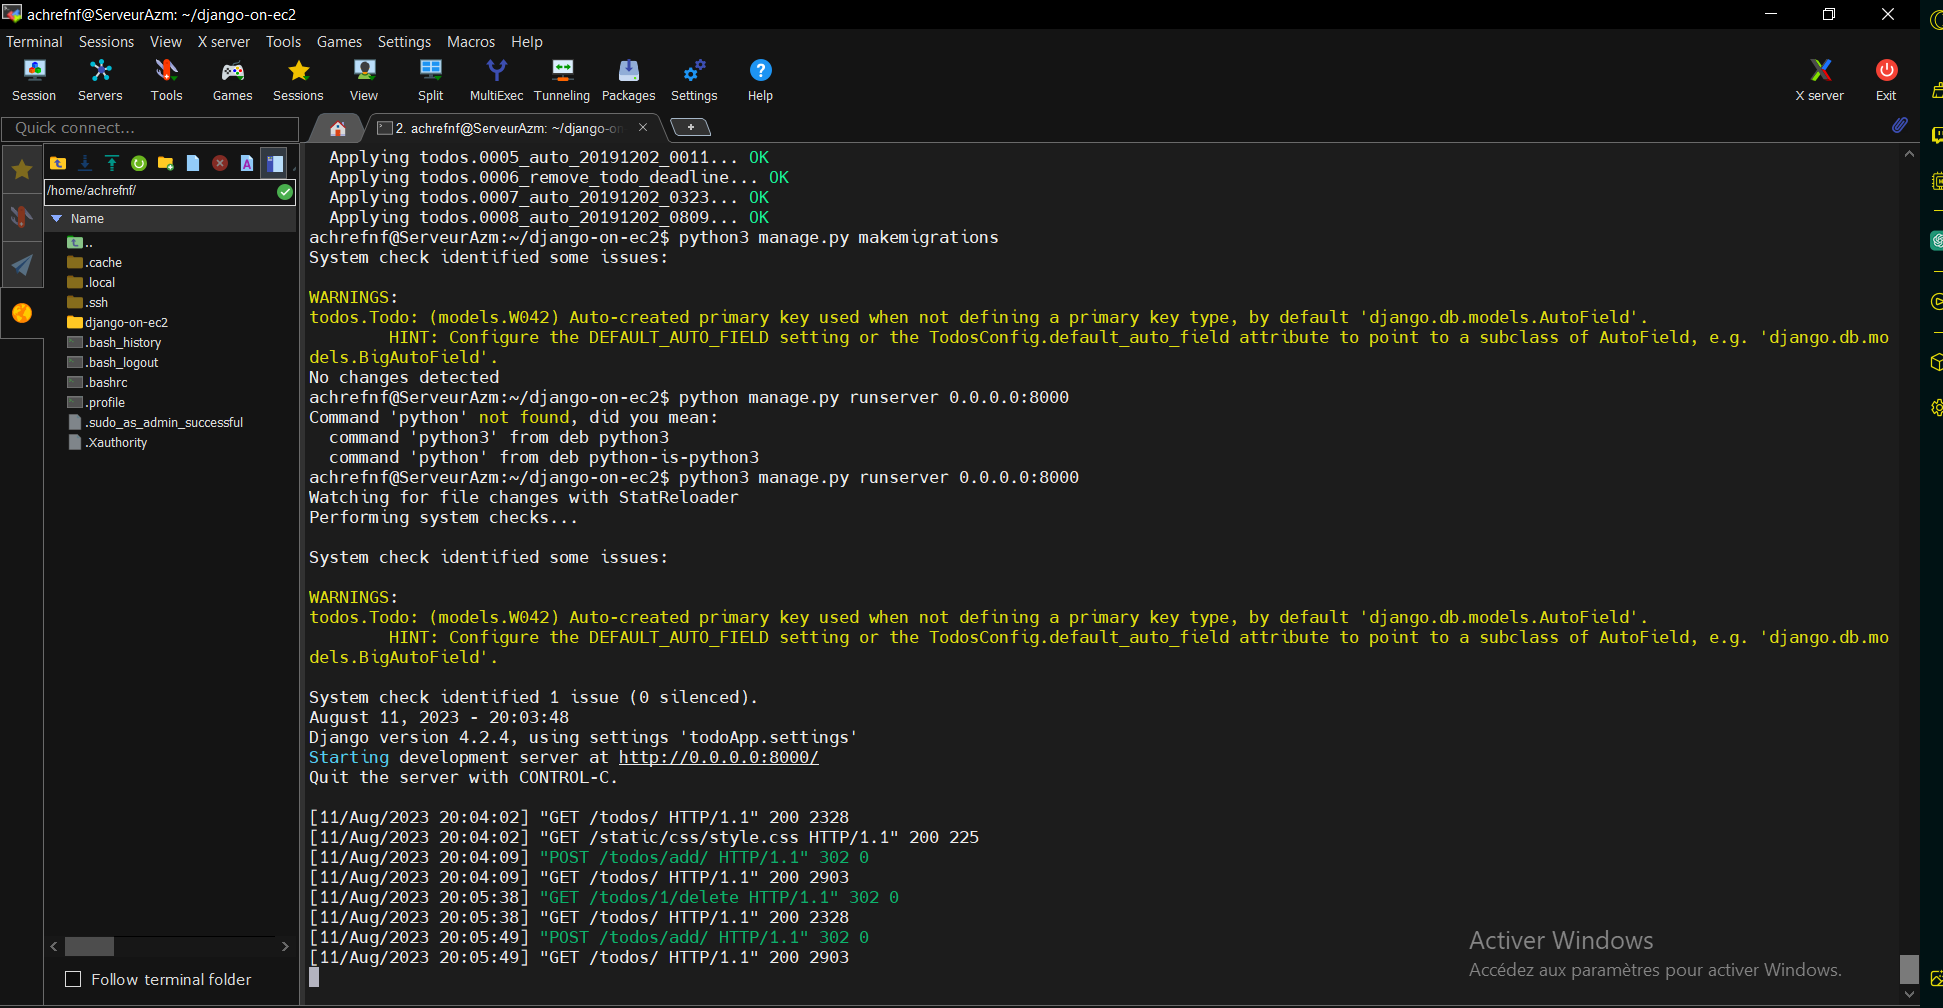 achrefnf@ServeurAzm: ~/django-on-ec2
Terminal Sessions View X server Tools Games Settings Macros Help
Session Servers Tools Games Sessions View Split MultiExec Tunneling Packages Settings Help X server Exit
Quick connect...
2. achrefnf@ServeurAzm: ~/django-on
/home/achrefnf/
Name
..
.cache
.local
.ssh
django-on-ec2
.bash_history
.bash_logout
.bashrc
.profile
.sudo_as_admin_successful
.Xauthority
Follow terminal folder
Applying todos.0005_auto_20191202_0011... OK
Applying todos.0006_remove_todo_deadline... OK
Applying todos.0007_auto_20191202_0323... OK
Applying todos.0008_auto_20191202_0809... OK
achrefnf@ServeurAzm:~/django-on-ec2$ python3 manage.py makemigrations
System check identified some issues:
WARNINGS:
todos.Todo: (models.W042) Auto-created primary key used when not defining a primary key type, by default 'django.db.models.AutoField'.
HINT: Configure the DEFAULT_AUTO_FIELD setting or the TodosConfig.default_auto_field attribute to point to a subclass of AutoField, e.g. 'django.db.mo
dels.BigAutoField'.
No changes detected
achrefnf@ServeurAzm:~/django-on-ec2$ python manage.py runserver 0.0.0.0:8000
Command 'python' not found, did you mean:
command 'python3' from deb python3
command 'python' from deb python-is-python3
achrefnf@ServeurAzm:~/django-on-ec2$ python3 manage.py runserver 0.0.0.0:8000
Watching for file changes with StatReloader
Performing system checks...
System check identified some issues:
WARNINGS:
todos.Todo: (models.W042) Auto-created primary key used when not defining a primary key type, by default 'django.db.models.AutoField'.
HINT: Configure the DEFAULT_AUTO_FIELD setting or the TodosConfig.default_auto_field attribute to point to a subclass of AutoField, e.g. 'django.db.mo
dels.BigAutoField'.
System check identified 1 issue (0 silenced).
August 11, 2023 - 20:03:48
Django version 4.2.4, using settings 'todoApp.settings'
Starting development server at http://0.0.0.0:8000/
Quit the server with CONTROL-C.
[11/Aug/2023 20:04:02] "GET /todos/ HTTP/1.1" 200 2328
[11/Aug/2023 20:04:02] "GET /static/css/style.css HTTP/1.1" 200 225
[11/Aug/2023 20:04:09] "POST /todos/add/ HTTP/1.1" 302 0
[11/Aug/2023 20:04:09] "GET /todos/ HTTP/1.1" 200 2903
[11/Aug/2023 20:05:38] "GET /todos/1/delete HTTP/1.1" 302 0
[11/Aug/2023 20:05:38] "GET /todos/ HTTP/1.1" 200 2328
[11/Aug/2023 20:05:49] "POST /todos/add/ HTTP/1.1" 302 0
[11/Aug/2023 20:05:49] "GET /todos/ HTTP/1.1" 200 2903
Activer Windows
Accédez aux paramètres pour activer Windows.